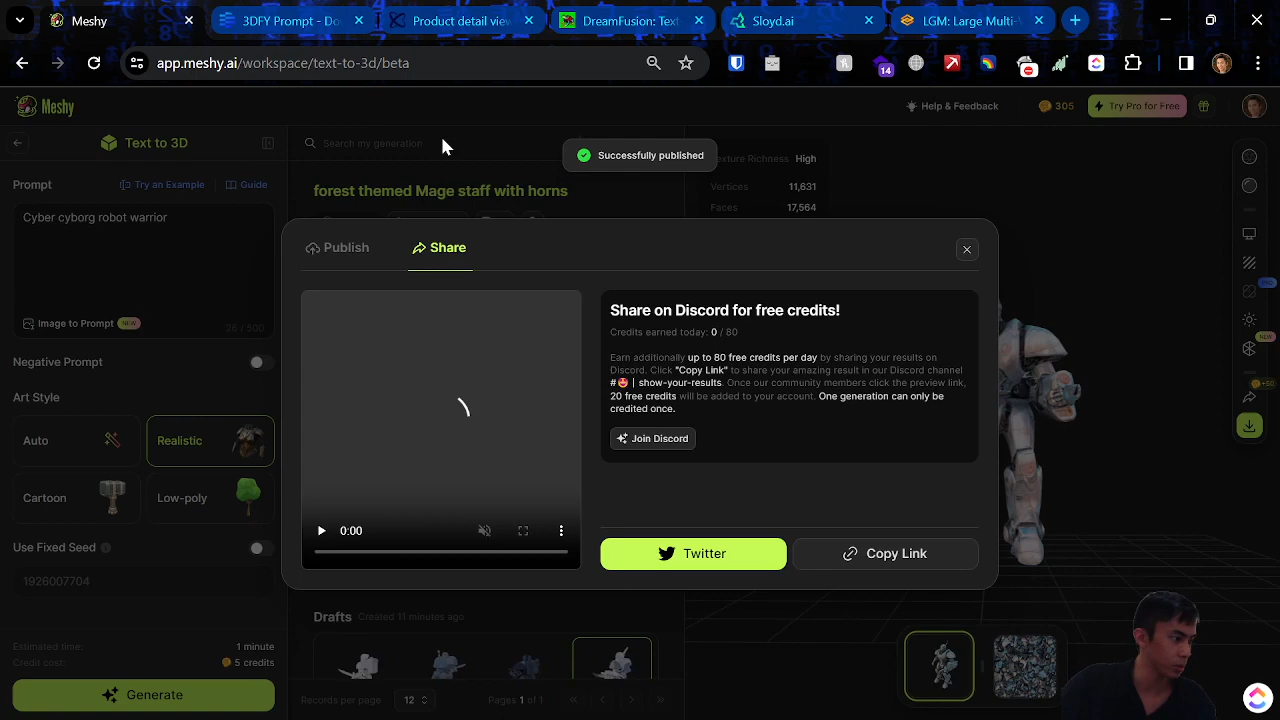 Meshy
3DFY Prompt - Do
Product detail view
DreamFusion: Text
Sloyd.ai
LGM: Large Multi-
app.meshy.ai/workspace/text-to-3d/beta
14
Meshy
Help & Feedback
305
Try Pro for Free
Text to 3D
Search my generation
Successfully published
Texture Richness High
Vertices 11,631
Faces 17,564
Prompt
Try an Example
Guide
forest themed Mage staff with horns
Cyber cyborg robot warrior
Image to Prompt NEW
26 / 500
Negative Prompt
Art Style
Auto
Realistic
Cartoon
Low-poly
Use Fixed Seed
1926007704
Estimated time: 1 minute
Credit cost: 5 credits
Generate
Publish
Share
0:00
Share on Discord for free credits!
Credits earned today: 0 / 80
Earn additionally up to 80 free credits per day by sharing your results on
Discord. Click "Copy Link" to share your amazing result in our Discord channel
#🤩 | show-your-results. Once our community members click the preview link,
20 free credits will be added to your account. One generation can only be
credited once.
Join Discord
Twitter
Copy Link
Drafts Created 11 minutes ago
Records per page 12
Pages 1 of 1
PRO
NEW
+50